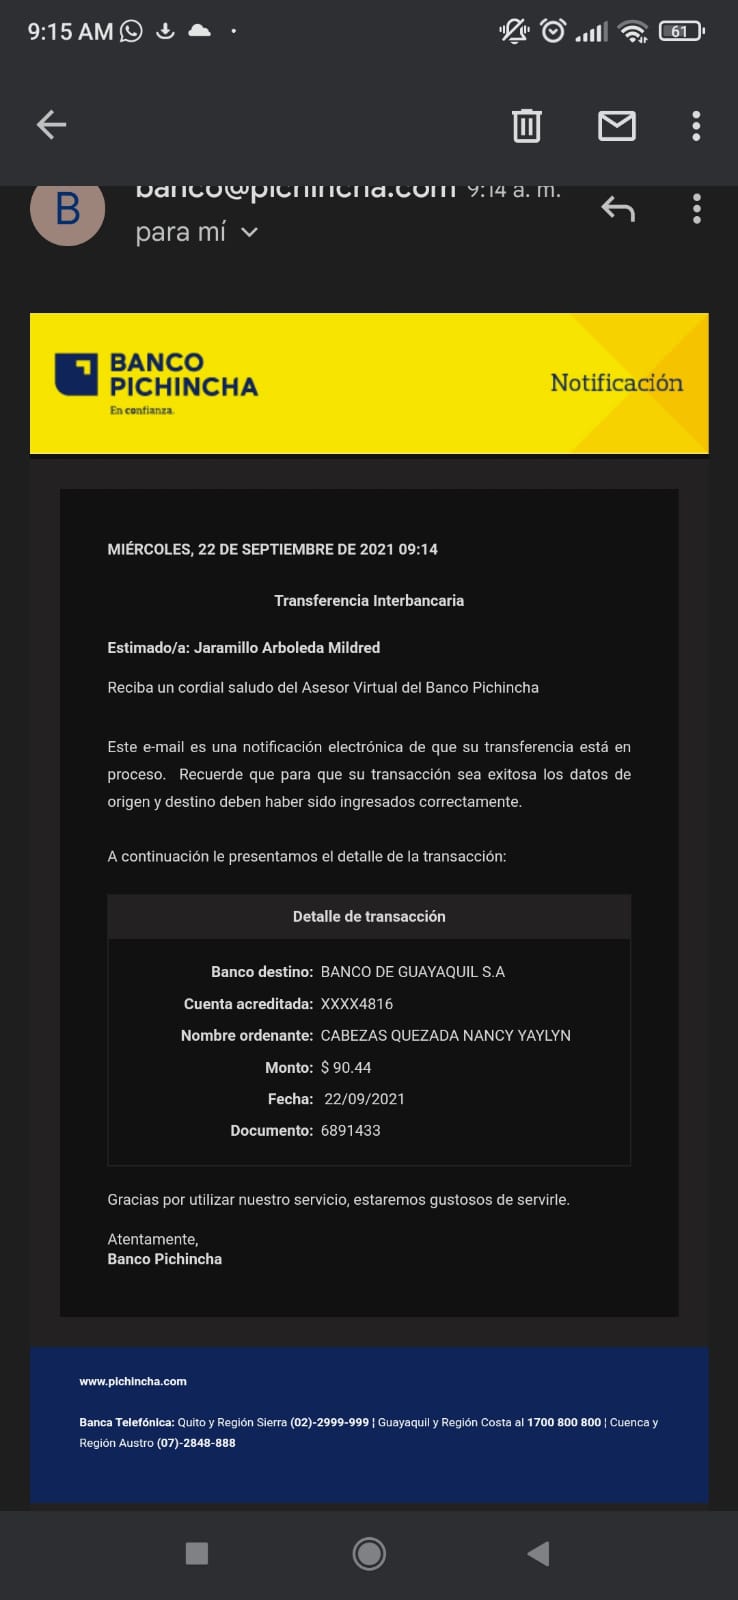 9:15 AM
61
banco@pichincha.com 9:14 a. m.
B
para mí
BANCO
PICHINCHA
En confianza.
Notificación
MIÉRCOLES, 22 DE SEPTIEMBRE DE 2021 09:14
Transferencia Interbancaria
Estimado/a: Jaramillo Arboleda Mildred
Reciba un cordial saludo del Asesor Virtual del Banco Pichincha
Este e-mail es una notificación electrónica de que su transferencia está en
proceso. Recuerde que para que su transacción sea exitosa los datos de
origen y destino deben haber sido ingresados correctamente.
A continuación le presentamos el detalle de la transacción:
Detalle de transacción
Banco destino: BANCO DE GUAYAQUIL S.A
Cuenta acreditada: XXXX4816
Nombre ordenante: CABEZAS QUEZADA NANCY YAYLYN
Monto: $ 90.44
Fecha: 22/09/2021
Documento: 6891433
Gracias por utilizar nuestro servicio, estaremos gustosos de servirle.
Atentamente,
Banco Pichincha
www.pichincha.com
Banca Telefónica: Quito y Región Sierra (02)-2999-999 | Guayaquil y Región Costa al 1700 800 800 | Cuenca y
Región Austro (07)-2848-888